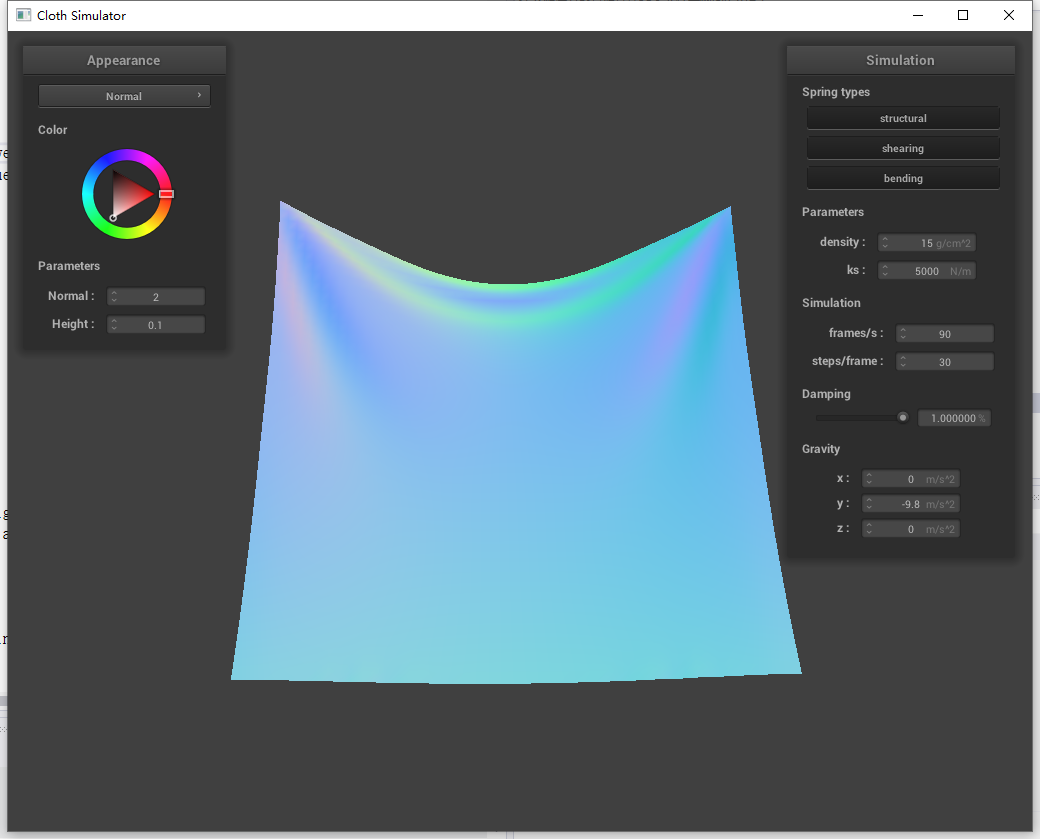 Cloth Simulator
Appearance
Normal
Color
Parameters
Normal : 2
Height : 0.1
Simulation
Spring types
structural
shearing
bending
Parameters
density : 15 g/cm^2
ks : 5000 N/m
Simulation
frames/s : 90
steps/frame : 30
Damping
1.000000 %
Gravity
x : 0 m/s^2
y : -9.8 m/s^2
z : 0 m/s^2